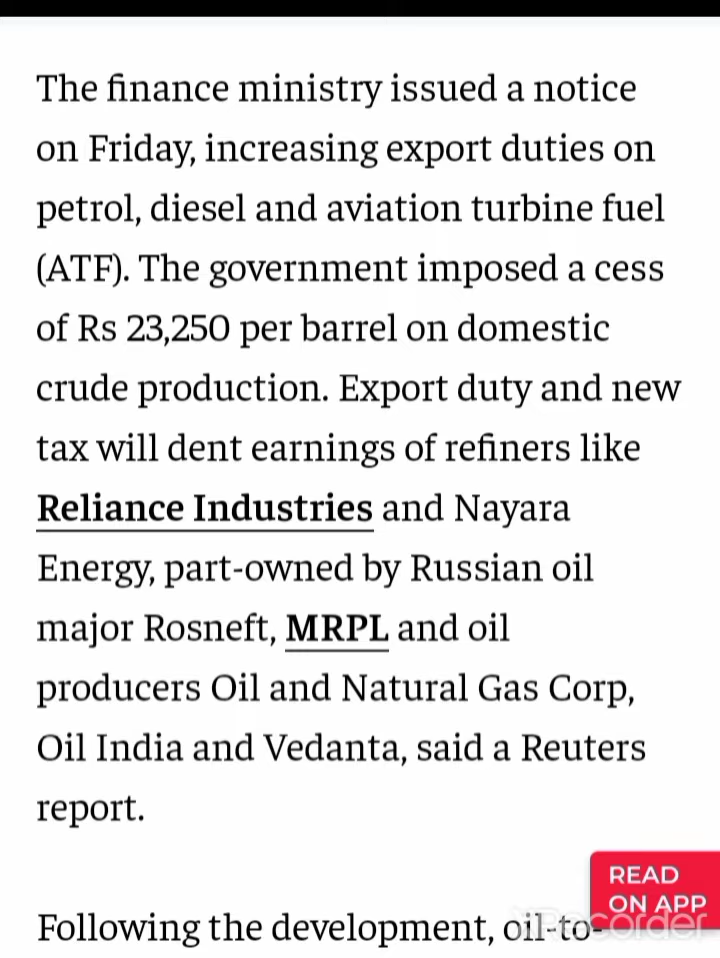 The finance ministry issued a notice
on Friday, increasing export duties on
petrol, diesel and aviation turbine fuel
(ATF). The government imposed a cess
of Rs 23,250 per barrel on domestic
crude production. Export duty and new
tax will dent earnings of refiners like
Reliance Industries and Nayara
Energy, part-owned by Russian oil
major Rosneft, MRPL and oil
producers Oil and Natural Gas Corp,
Oil India and Vedanta, said a Reuters
report.
READ
ON APP
Following the development, oil-to-
XRecorder